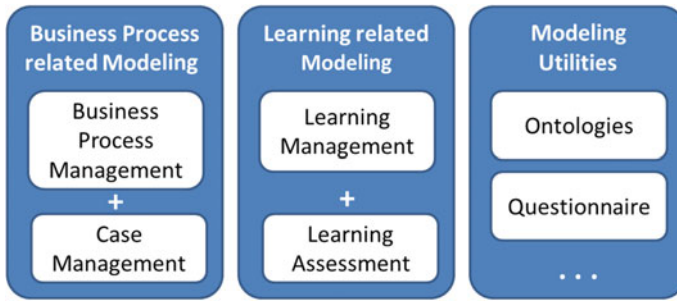 Business Process
related Modeling
Business
Process
Management
+
Case
Management
Learning related
Modeling
Learning
Management
+
Learning
Assessment
Modeling
Utilities
Ontologies
Questionnaire
. . .